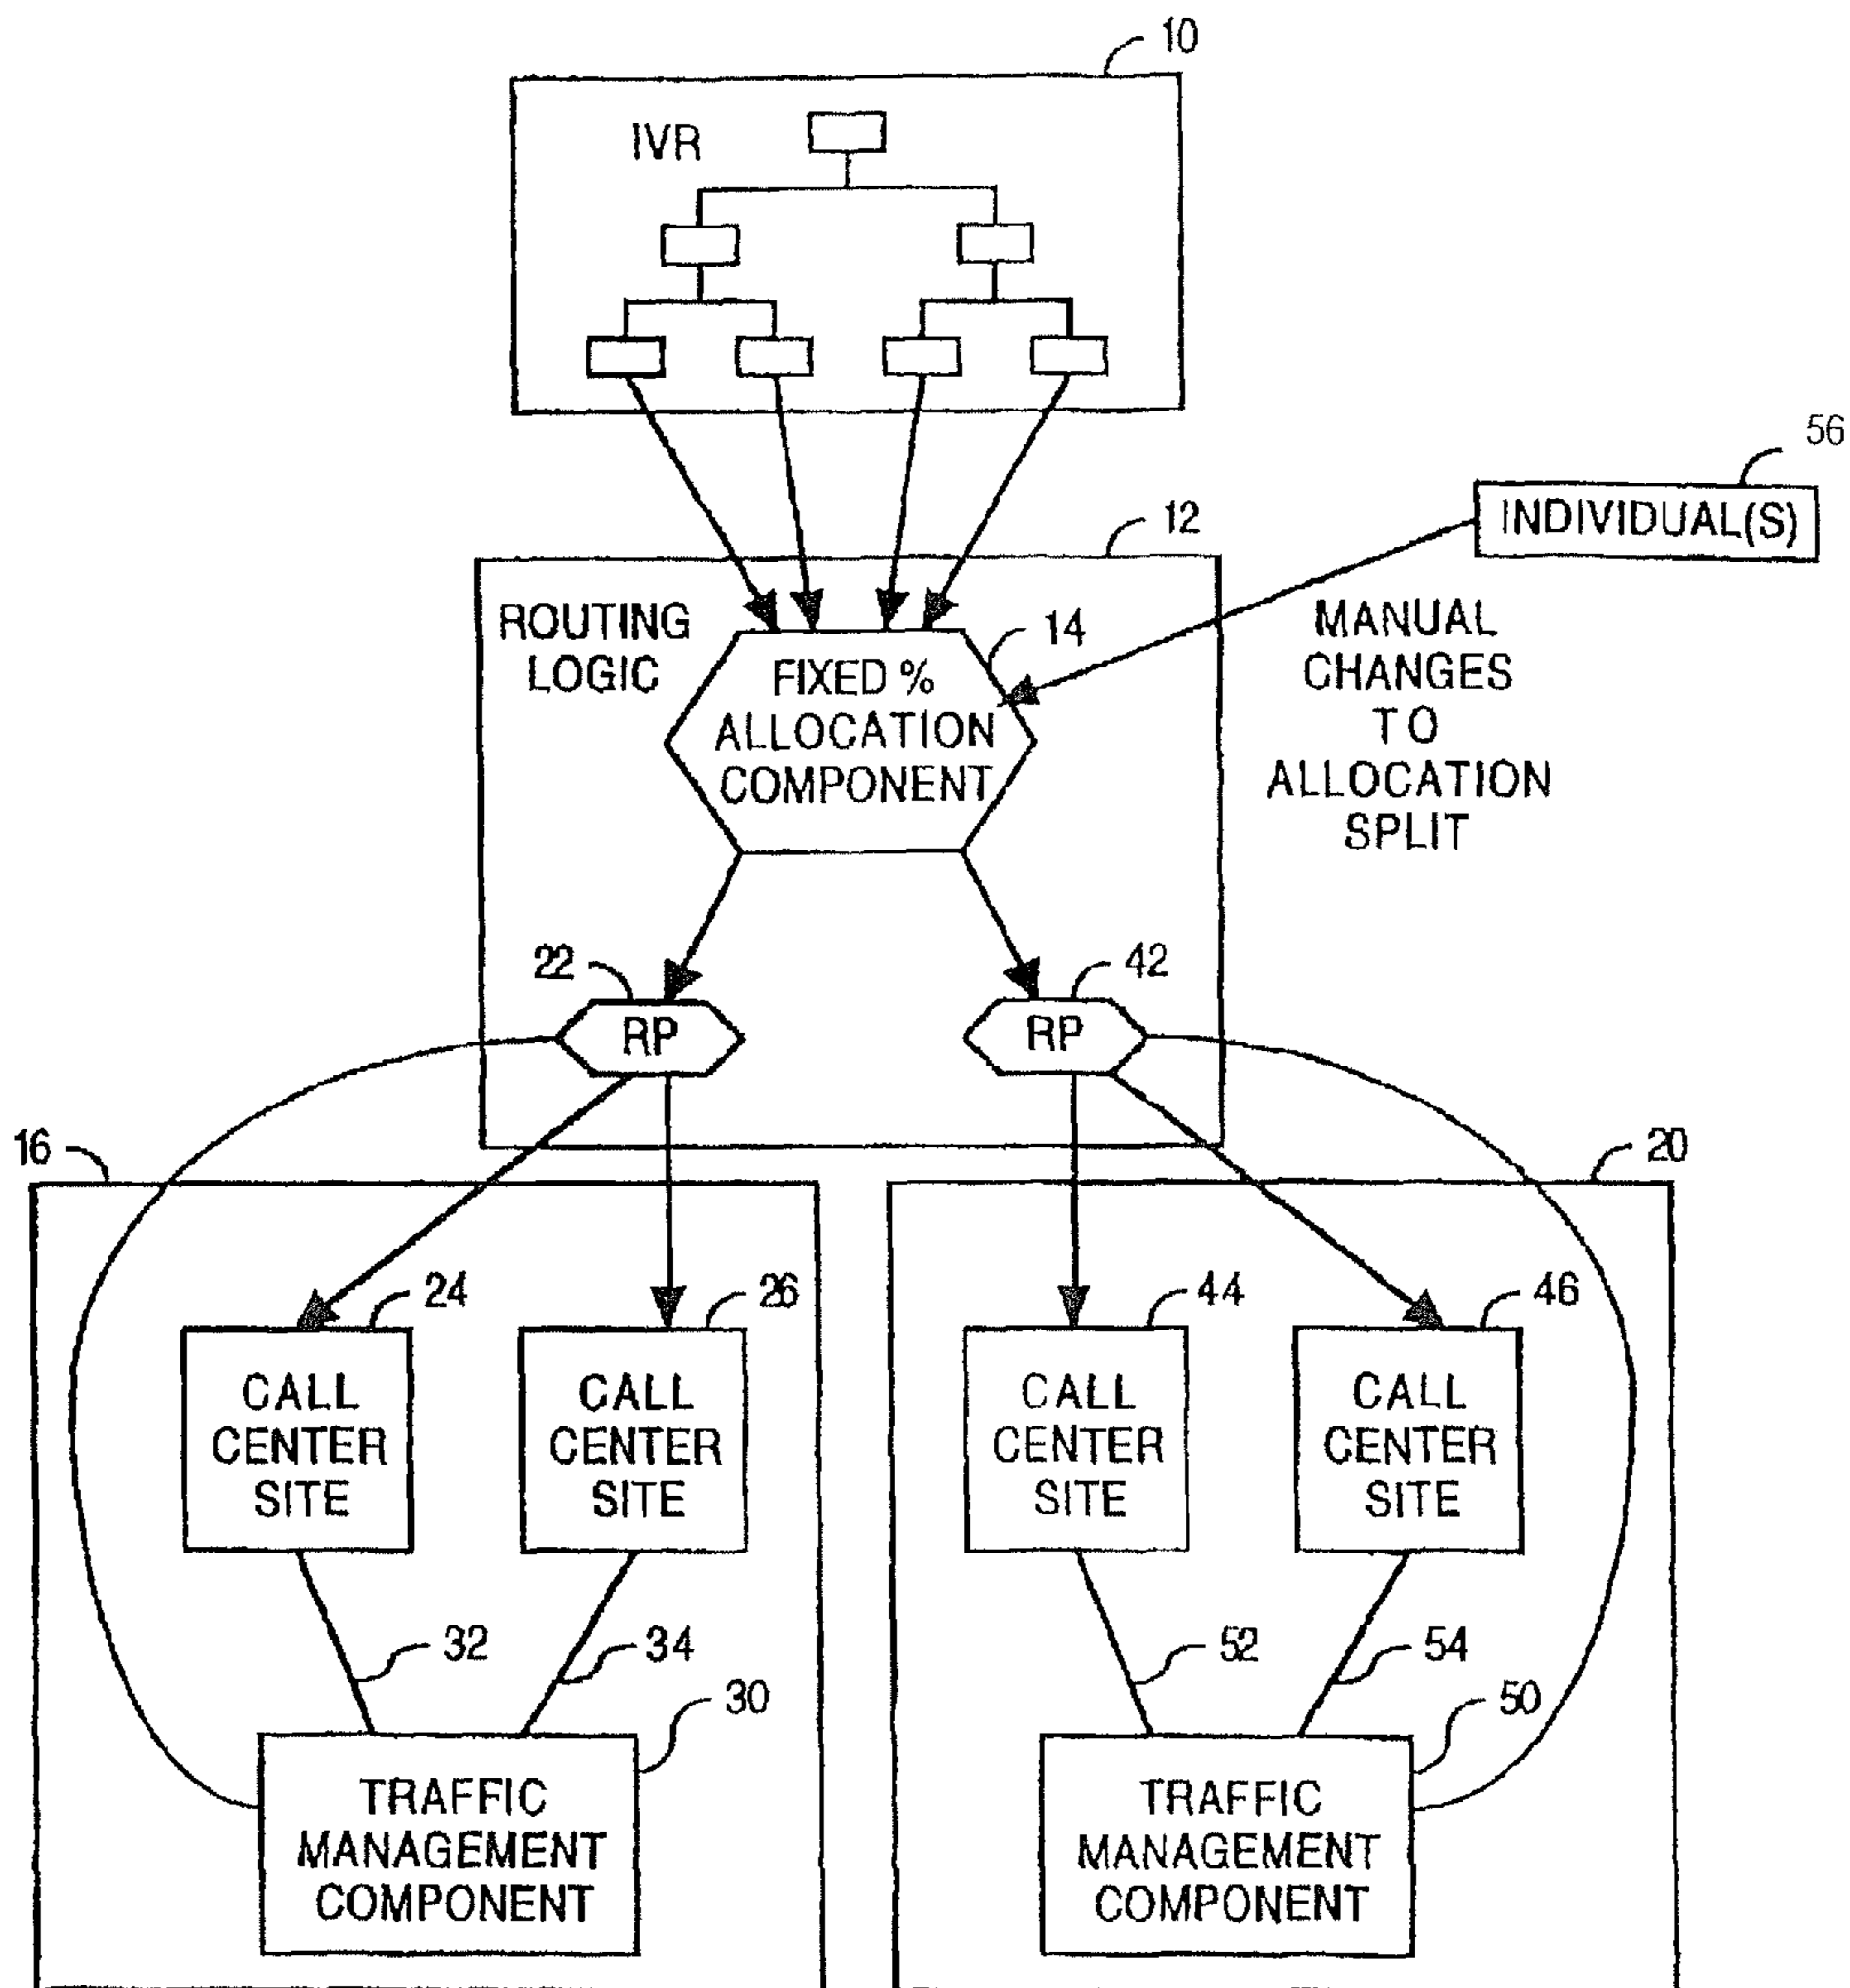 10
IVR
56
INDIVIDUAL(S)
12
ROUTING
LOGIC
14
FIXED %
ALLOCATION
COMPONENT
MANUAL
CHANGES
TO
ALLOCATION
SPLIT
22
RP
42
RP
16
20
24
CALL
CENTER
SITE
26
CALL
CENTER
SITE
44
CALL
CENTER
SITE
46
CALL
CENTER
SITE
32
34
52
54
30
TRAFFIC
MANAGEMENT
COMPONENT
50
TRAFFIC
MANAGEMENT
COMPONENT